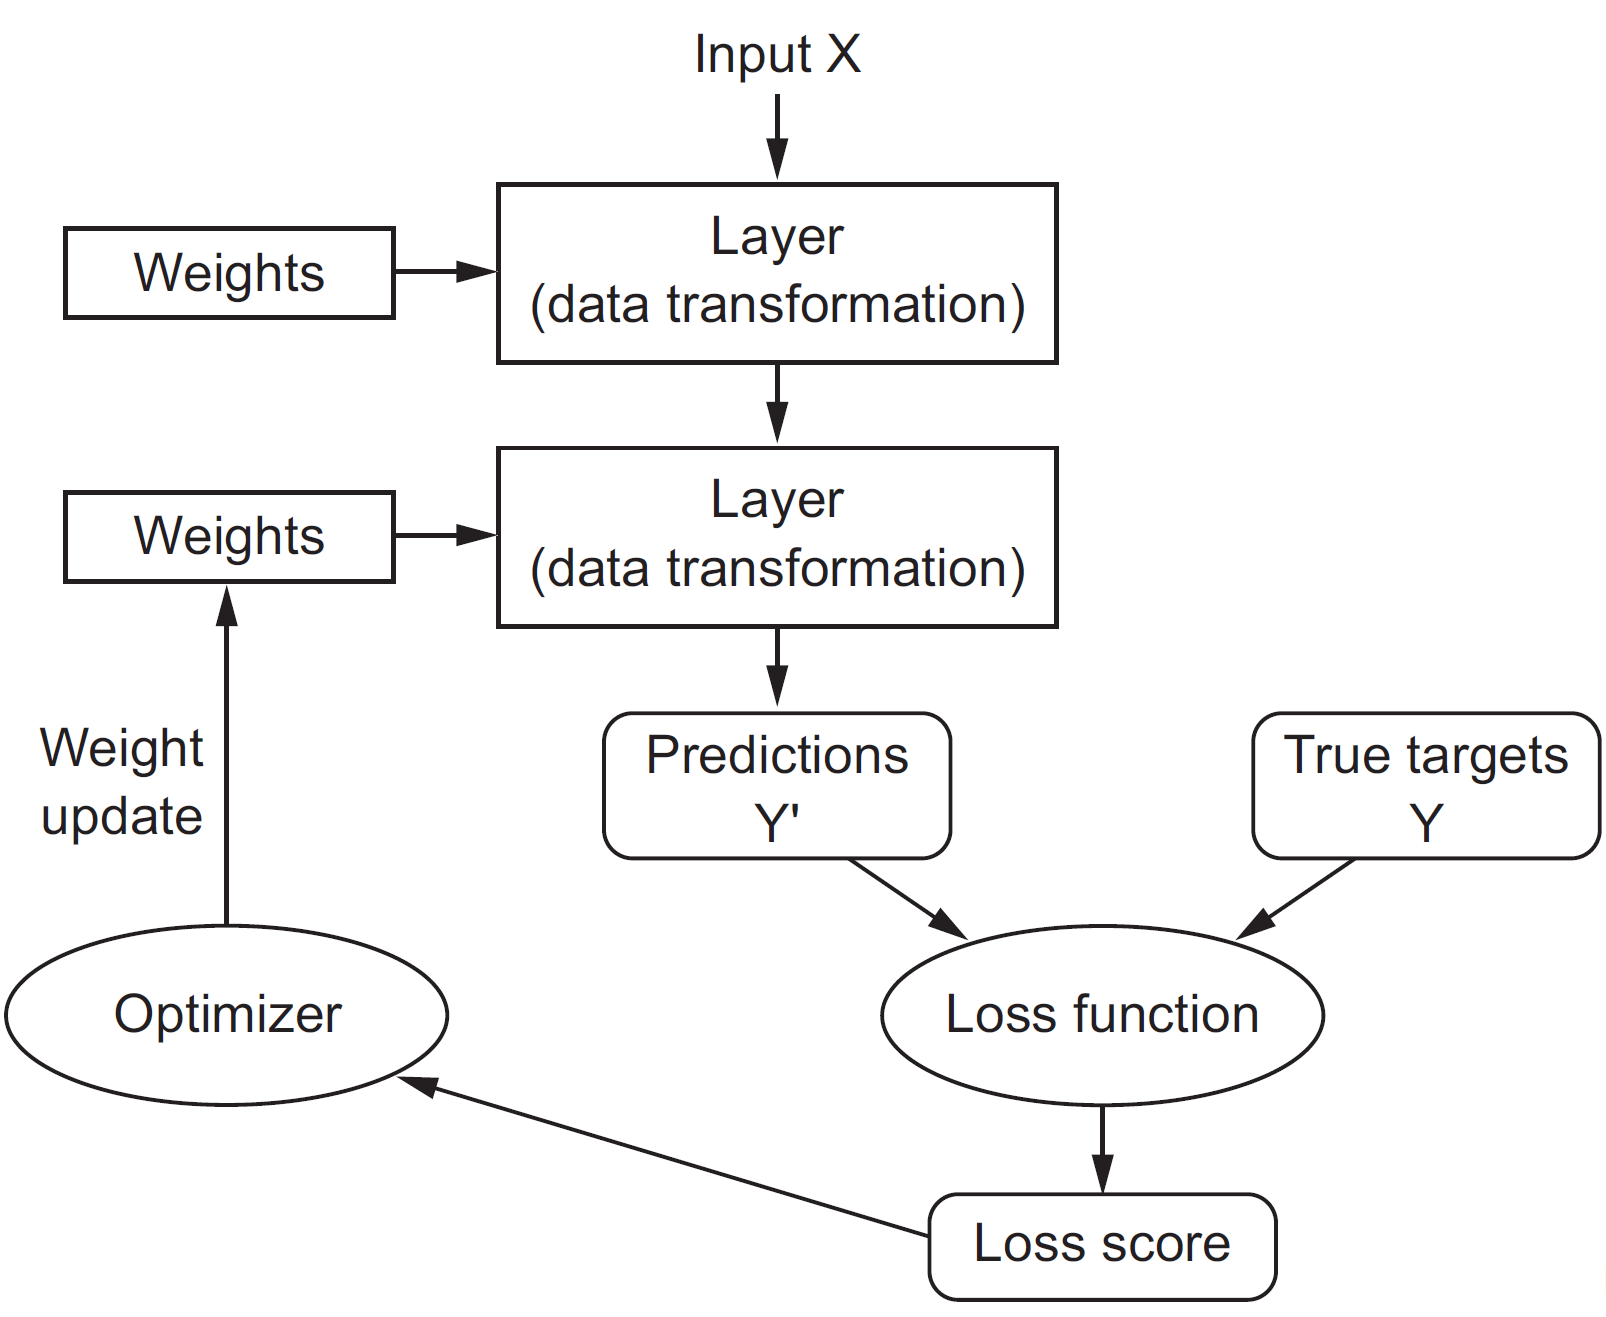 Input X
Layer
(data transformation)
Weights
Layer
(data transformation)
Weights
Weight
update
Predictions
Y'
True targets
Y
Optimizer
Loss function
Loss score